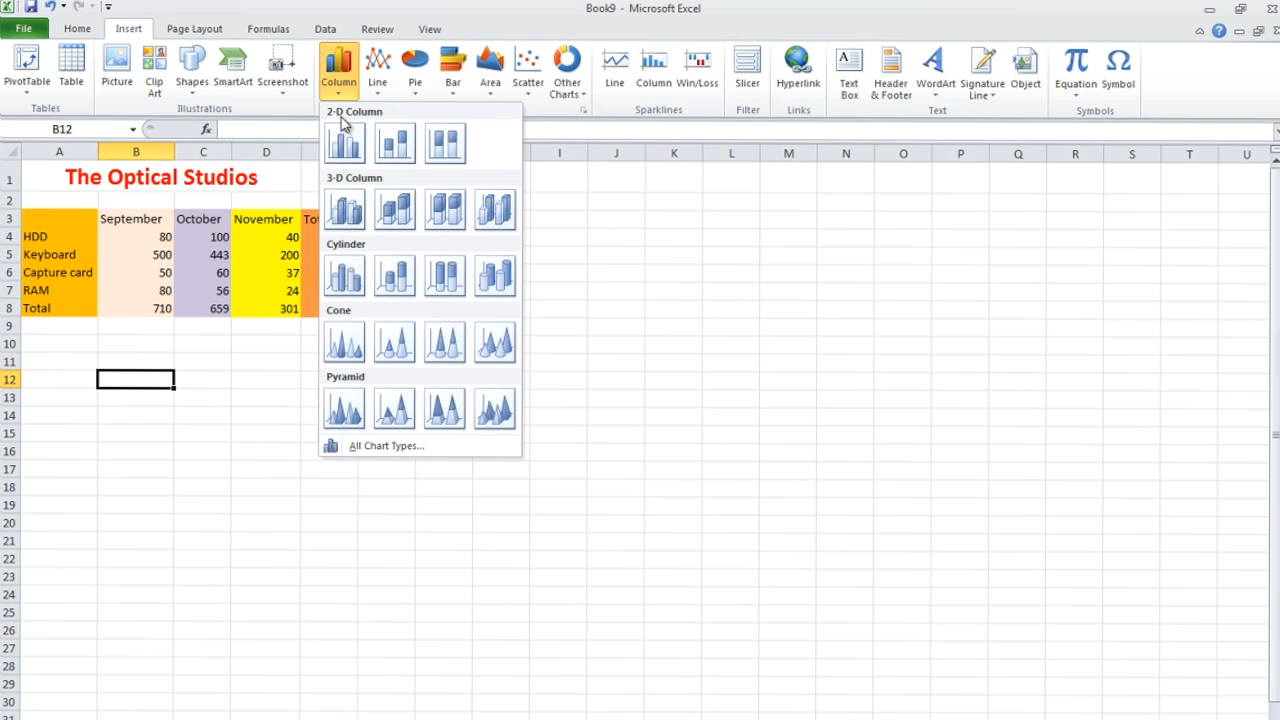 Book9 - Microsoft Excel
File Home Insert Page Layout Formulas Data Review View
PivotTable Table Picture Clip Art Shapes SmartArt Screenshot Column Line Pie Bar Area Scatter Other Charts Line Column Win/Loss Slicer Hyperlink Text Box Header & Footer WordArt Signature Line Object Equation Symbol
Tables Illustrations Sparklines Filter Links Text Symbols
B12 fx
2-D Column
3-D Column
Cylinder
Cone
Pyramid
All Chart Types...
A B C D I J K L M N O P Q R S T U
1 The Optical Studios
2
3 September October November
4 HDD 80 100 40
5 Keyboard 500 443 200
6 Capture card 50 60 37
7 RAM 80 56 24
8 Total 710 659 301
9
10
11
12
13
14
15
16
17
18
19
20
21
22
23
24
25
26
27
28
29
30